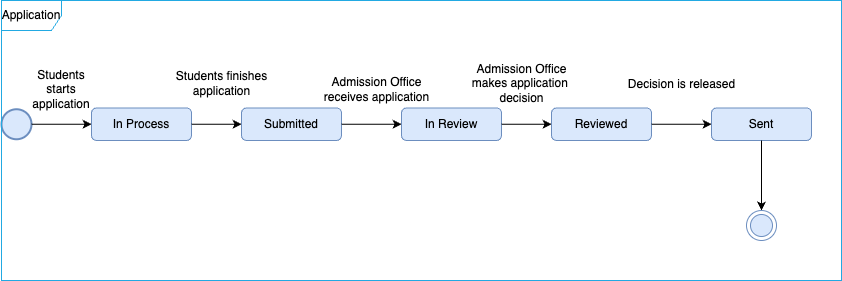 Application
Students
starts
application
Students finishes
application
Admission Office
receives application
Admission Office
makes application
decision
Decision is released
In Process
Submitted
In Review
Reviewed
Sent